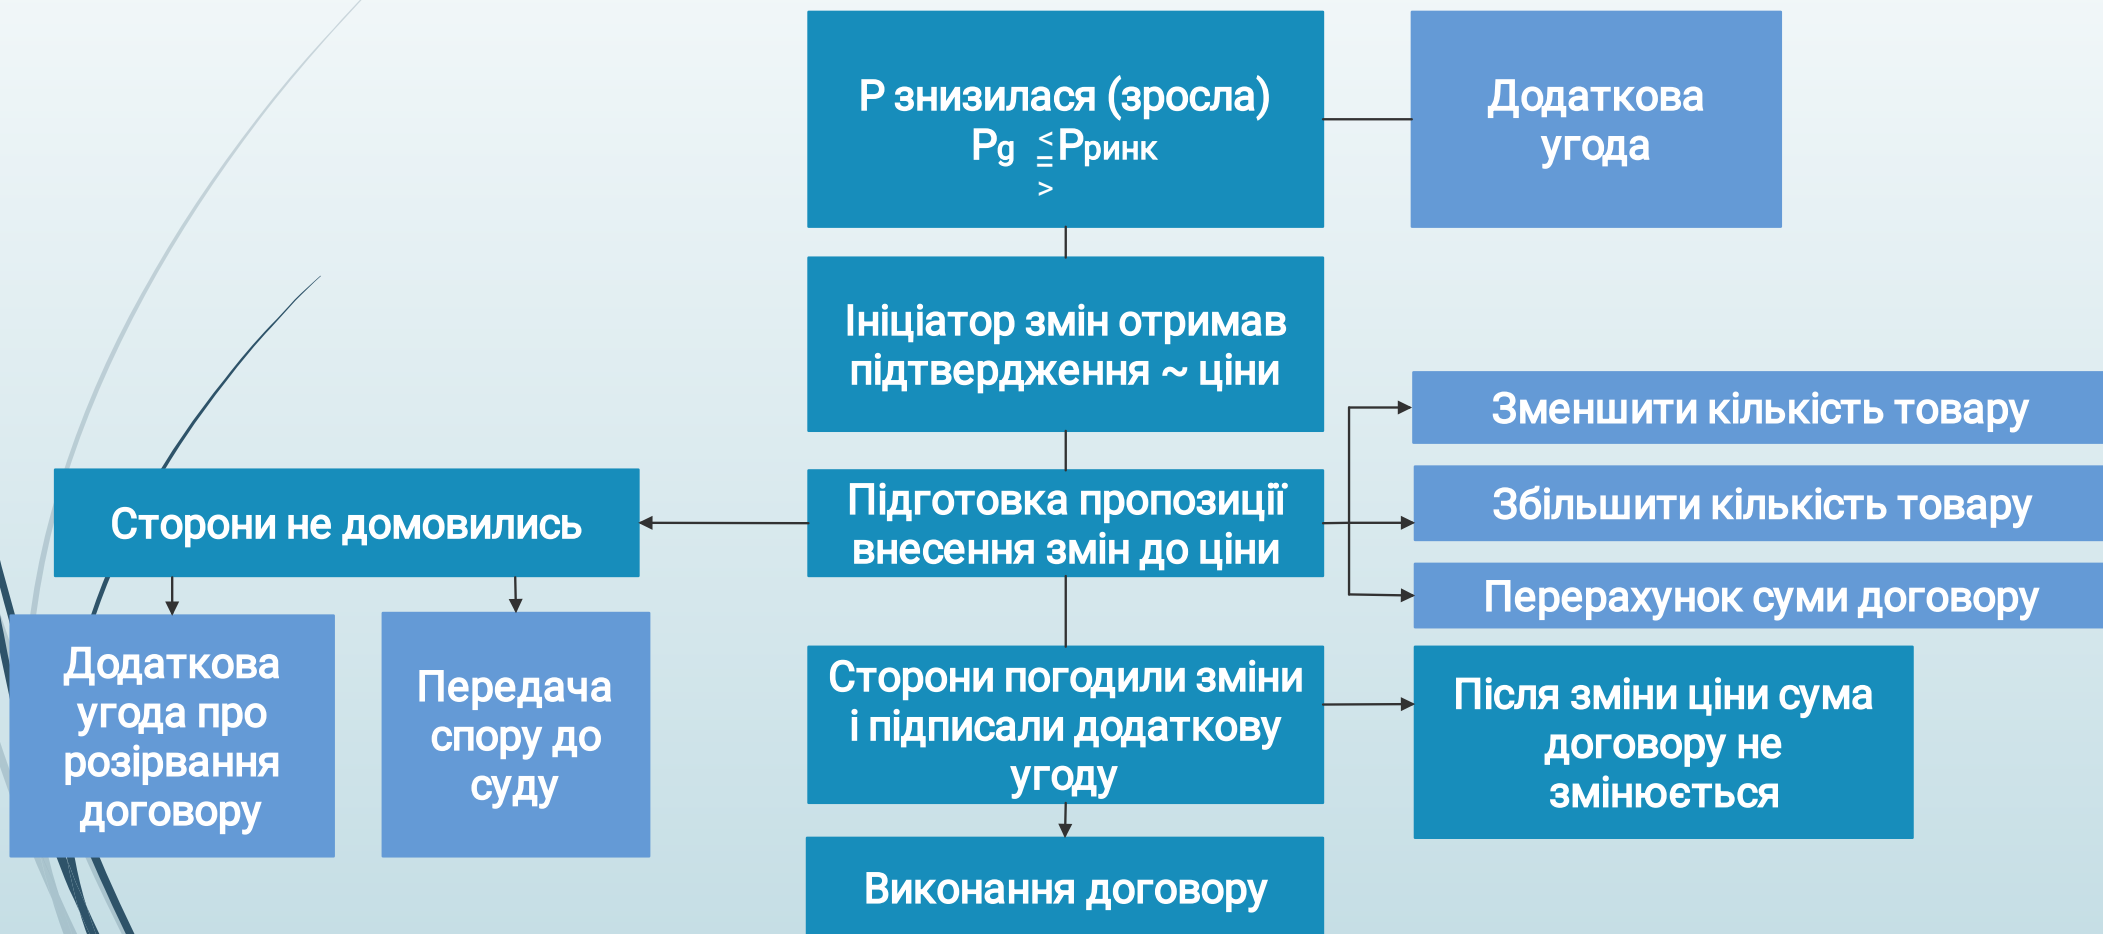 Р знизилася (зросла)
Рg ≤ Рринк
=
>
Додаткова
угода
Ініціатор змін отримав
підтвердження ~ ціни
Зменшити кількість товару
Збільшити кількість товару
Перерахунок суми договору
Підготовка пропозиції
внесення змін до ціни
Сторони не домовились
Додаткова
угода про
розірвання
договору
Передача
спору до
суду
Сторони погодили зміни
і підписали додаткову
угоду
Після зміни ціни сума
договору не
змінюється
Виконання договору